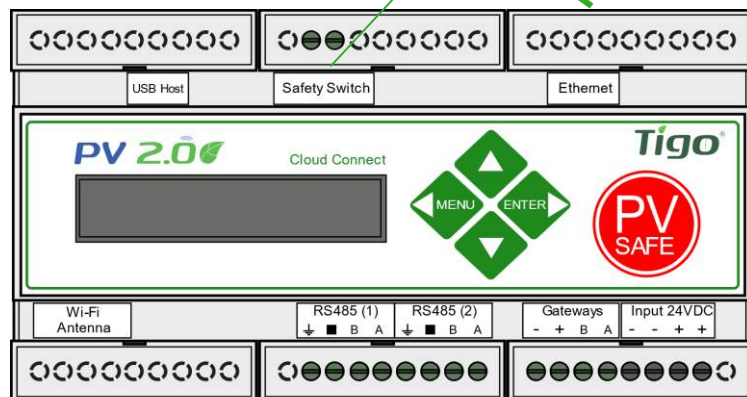 USB Host
Safety Switch
Ethernet
PV 2.0
Cloud Connect
Tigo®
MENU
ENTER
PV
SAFE
Wi-Fi
Antenna
RS485 (1)
⏚ ■ B A
RS485 (2)
⏚ ■ B A
Gateways
- + B A
Input 24VDC
- - + +